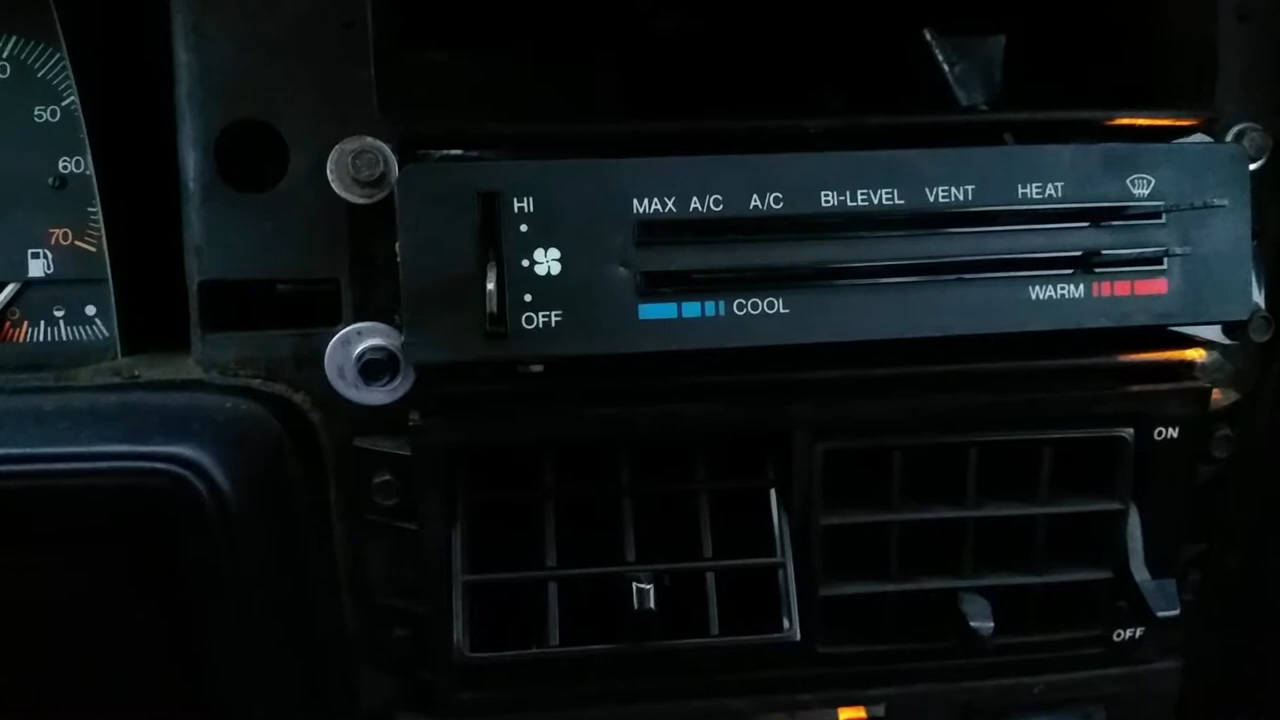 50
60
70
HI
OFF
MAX A/C A/C BI-LEVEL VENT HEAT
COOL WARM
ON
OFF